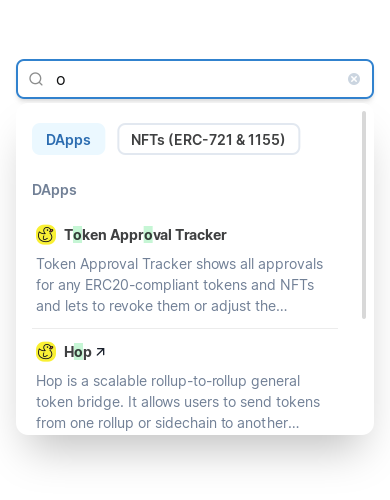 o
DApps
NFTs (ERC-721 & 1155)
DApps
Token Approval Tracker
Token Approval Tracker shows all approvals
for any ERC20-compliant tokens and NFTs
and lets to revoke them or adjust the...
Hop
Hop is a scalable rollup-to-rollup general
token bridge. It allows users to send tokens
from one rollup or sidechain to another...